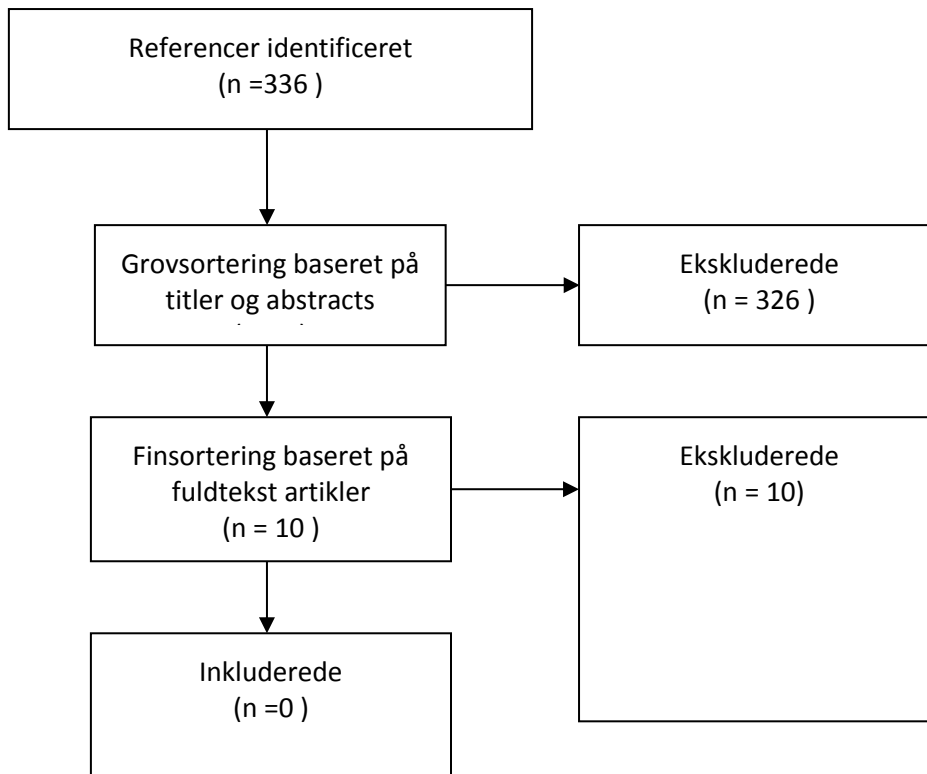 Referencer identificeret
(n =336 )
Grovsortering baseret på
titler og abstracts
Ekskluderede
(n = 326 )
Finsortering baseret på
fuldtekst artikler
(n = 10 )
Ekskluderede
(n = 10)
Inkluderede
(n =0 )